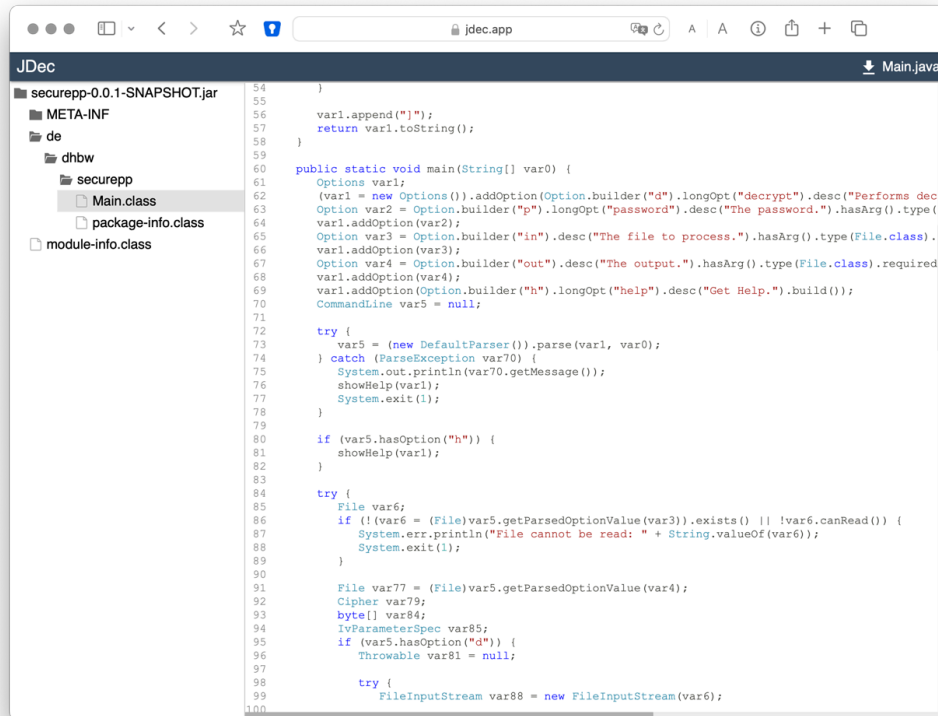 jdec.app
A A
JDec
Main.java
securepp-0.0.1-SNAPSHOT.jar
META-INF
de
dhbw
securepp
Main.class
package-info.class
module-info.class
54 }
55
56 var1.append("]");
57 return var1.toString();
58 }
59
60 public static void main(String[] var0) {
61 Options var1;
62 (var1 = new Options()).addOption(Option.builder("d").longOpt("decrypt").desc("Performs dec
63 Option var2 = Option.builder("p").longOpt("password").desc("The password.").hasArg().type(
64 var1.addOption(var2);
65 Option var3 = Option.builder("in").desc("The file to process.").hasArg().type(File.class).
66 var1.addOption(var3);
67 Option var4 = Option.builder("out").desc("The output.").hasArg().type(File.class).required
68 var1.addOption(var4);
69 var1.addOption(Option.builder("h").longOpt("help").desc("Get Help.").build());
70 CommandLine var5 = null;
71
72 try {
73 var5 = (new DefaultParser()).parse(var1, var0);
74 } catch (ParseException var70) {
75 System.out.println(var70.getMessage());
76 showHelp(var1);
77 System.exit(1);
78 }
79
80 if (var5.hasOption("h")) {
81 showHelp(var1);
82 }
83
84 try {
85 File var6;
86 if (!(var6 = (File)var5.getParsedOptionValue(var3)).exists() || !var6.canRead()) {
87 System.err.println("File cannot be read: " + String.valueOf(var6));
88 System.exit(1);
89 }
90
91 File var77 = (File)var5.getParsedOptionValue(var4);
92 Cipher var79;
93 byte[] var84;
94 IvParameterSpec var85;
95 if (var5.hasOption("d")) {
96 Throwable var81 = null;
97
98 try {
99 FileInputStream var88 = new FileInputStream(var6);
100